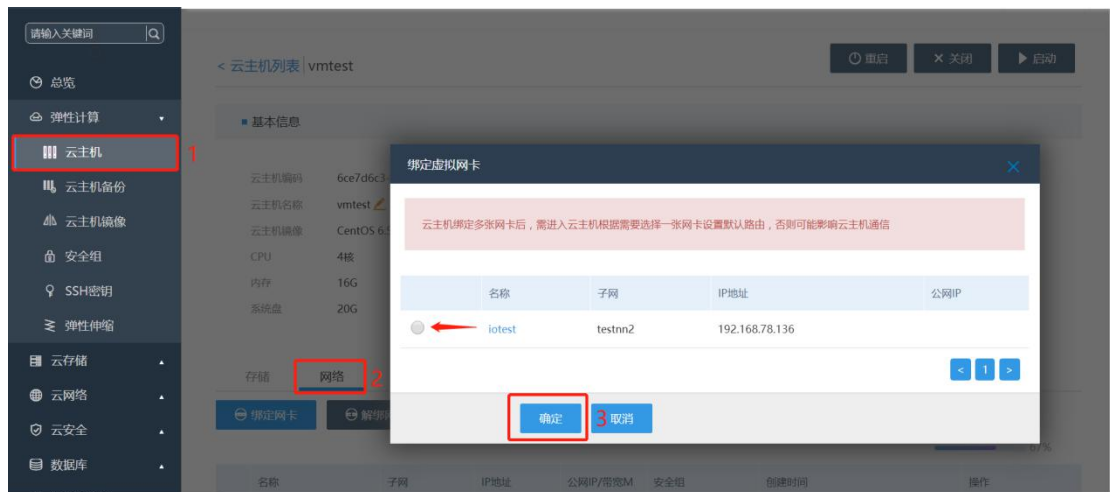 请输入关键词
总览
弹性计算
云主机
1
云主机备份
云主机镜像
安全组
SSH密钥
弹性伸缩
云存储
云网络
云安全
数据库
< 云主机列表 vmtest
重启
关闭
启动
基本信息
云主机编码 6ce7d6c3-
云主机名称 vmtest
云主机镜像 CentOS 6.5
CPU 4核
内存 16G
系统盘 20G
存储 网络 2
绑定网卡
解绑网
67%
名称 子网 IP地址 公网IP/带宽M 安全组 创建时间 操作
绑定虚拟网卡
云主机绑定多张网卡后，需进入云主机根据需要选择一张网卡设置默认路由，否则可能影响云主机通信
名称 子网 IP地址 公网IP
iotest testnn2 192.168.78.136
< 1 >
确定 3 取消